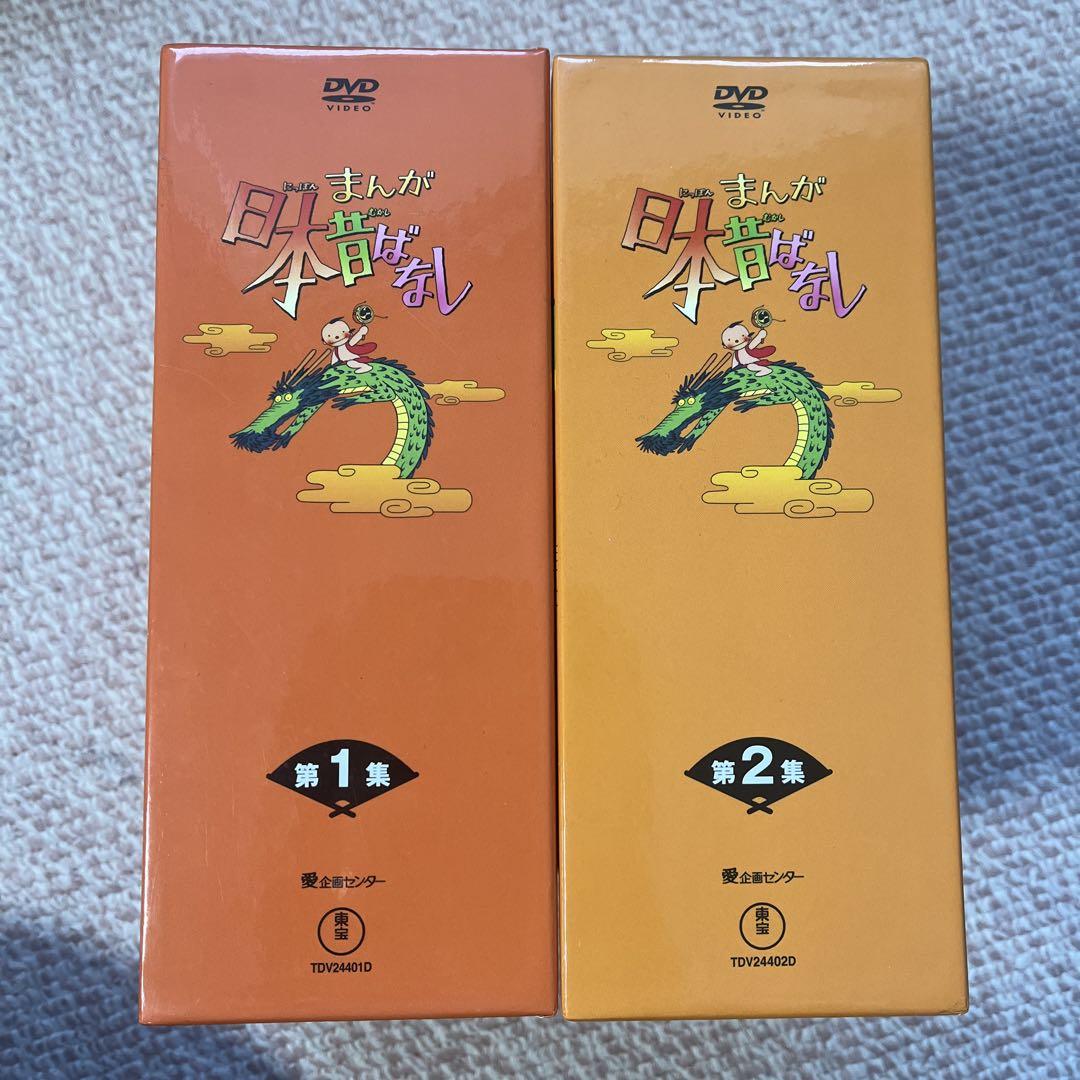 DVD
VIDEO
まんが
にっぽん
日本昔ばなし
むかし
第1集
愛企画センター
東宝
TDV24401D
DVD
VIDEO
まんが
にっぽん
日本昔ばなし
むかし
第2集
愛企画センター
東宝
TDV24402D